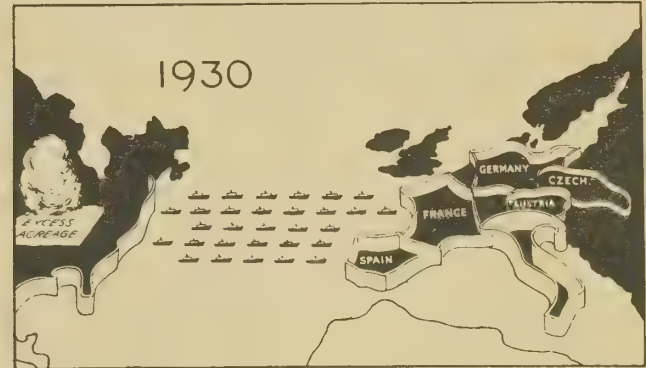 1930
GERMANY
CZECH.
EXCESS
ACREAGE
AUSTRIA
FRANCE
SPAIN